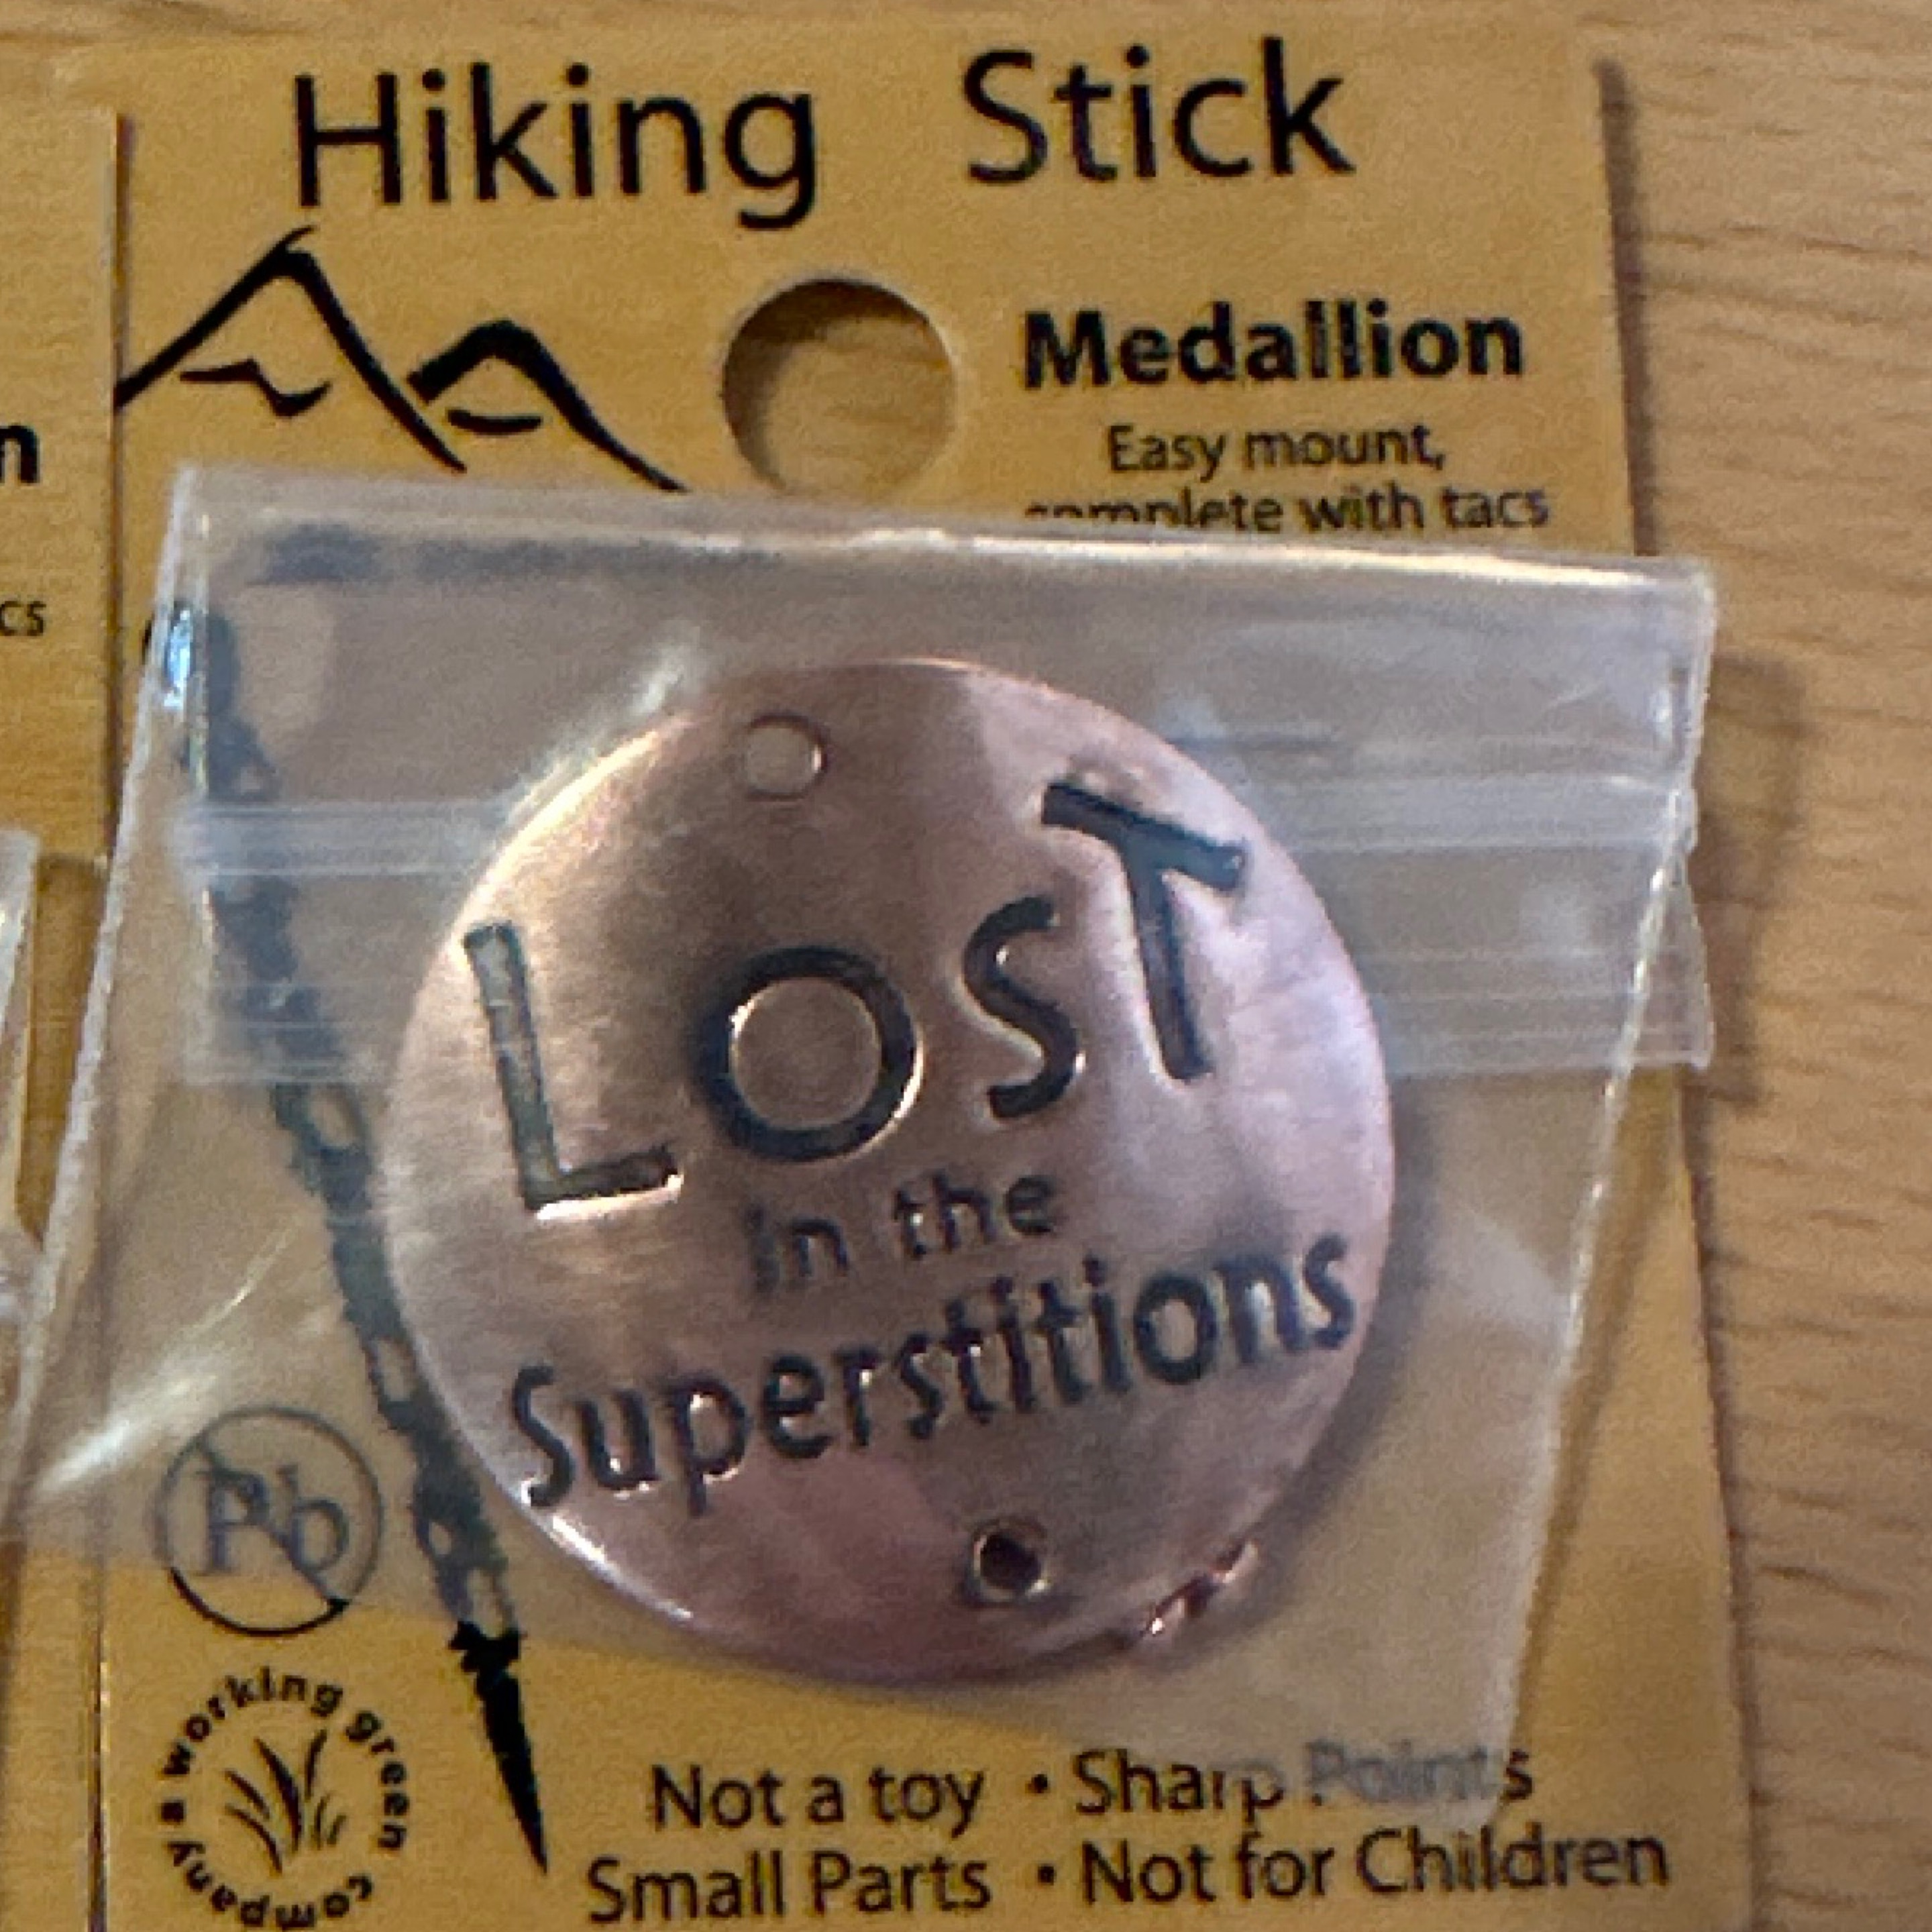 Hiking Stick
Medallion
Easy mount,
complete with tacs
n
cs
LOST
in the
Superstitions
Pb
a working green company
Not a toy • Sharp Points
Small Parts • Not for Children